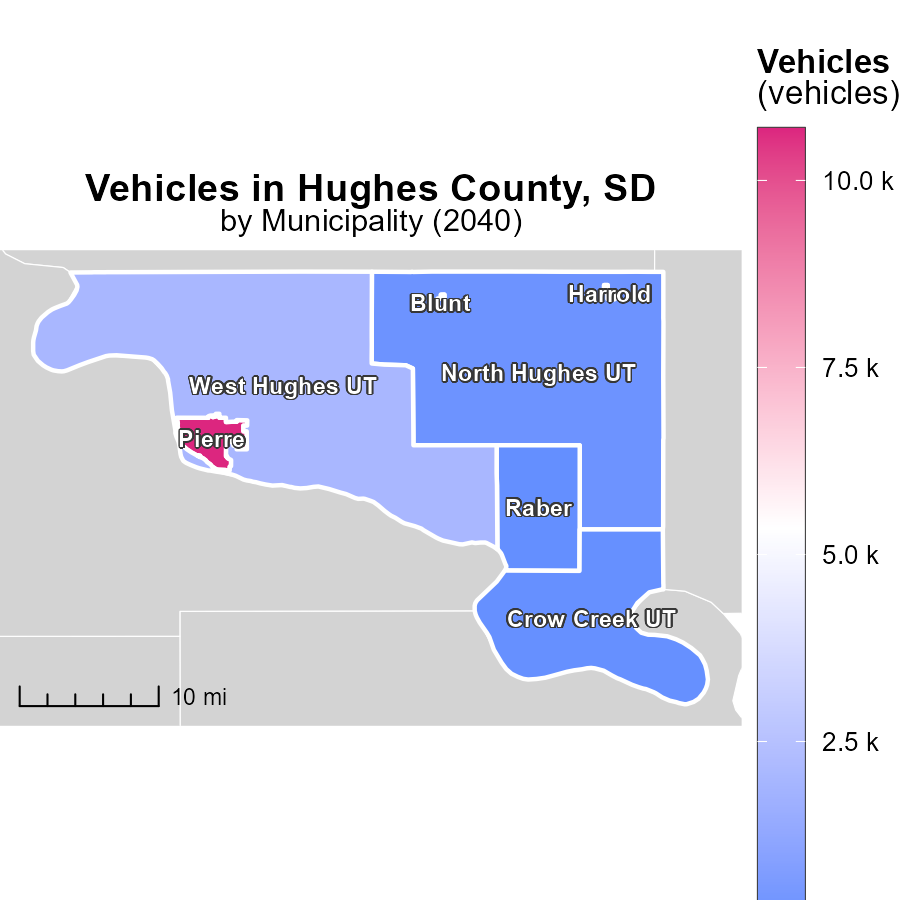 Vehicles
(vehicles)
Vehicles in Hughes County, SD
by Municipality (2040)
10.0 k
7.5 k
5.0 k
2.5 k
Blunt
Harrold
North Hughes UT
West Hughes UT
Pierre
Raber
Crow Creek UT
10 mi